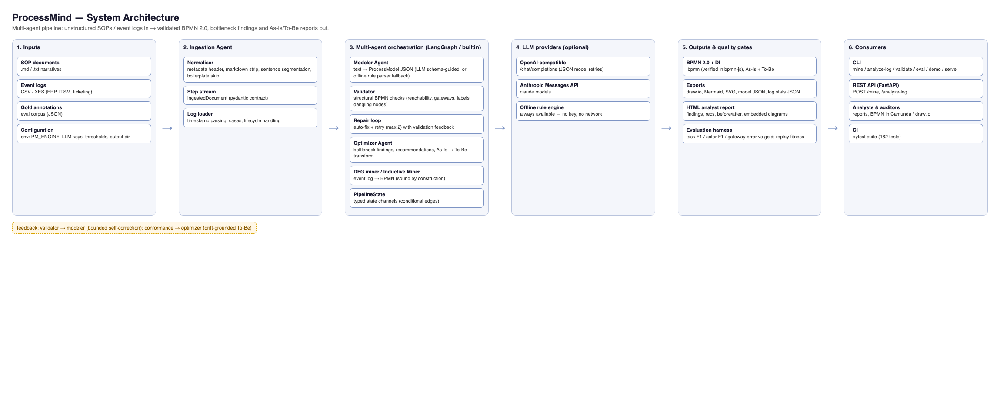 ProcessMind — System Architecture
Multi-agent pipeline: unstructured SOPs / event logs in → validated BPMN 2.0, bottleneck findings and As-Is/To-Be reports out.
1. Inputs
SOP documents
.md / .txt narratives
Event logs
CSV / XES (ERP, ITSM, ticketing)
Gold annotations
eval corpus (JSON)
Configuration
env: PM_ENGINE, LLM keys, thresholds, output dir
→
2. Ingestion Agent
Normaliser
metadata header, markdown strip, sentence segmentation,
boilerplate skip
Step stream
IngestedDocument (pydantic contract)
Log loader
timestamp parsing, cases, lifecycle handling
→
3. Multi-agent orchestration (LangGraph / builtin)
Modeler Agent
text → ProcessModel JSON (LLM schema-guided, or
offline rule parser fallback)
Validator
structural BPMN checks (reachability, gateways, labels,
dangling nodes)
Repair loop
auto-fix + retry (max 2) with validation feedback
Optimizer Agent
bottleneck findings, recommendations, As-Is → To-Be
transform
DFG miner / Inductive Miner
event log → BPMN (sound by construction)
PipelineState
typed state channels (conditional edges)
→
4. LLM providers (optional)
OpenAI-compatible
/chat/completions (JSON mode, retries)
Anthropic Messages API
claude models
Offline rule engine
always available — no key, no network
→
5. Outputs & quality gates
BPMN 2.0 + DI
.bpmn (verified in bpmn-js), As-Is + To-Be
Exports
draw.io, Mermaid, SVG, model JSON, log stats JSON
HTML analyst report
findings, recs, before/after, embedded diagrams
Evaluation harness
task F1 / actor F1 / gateway error vs gold; replay fitness
→
6. Consumers
CLI
mine / analyze-log / validate / eval / demo / serve
REST API (FastAPI)
POST /mine, /analyze-log
Analysts & auditors
reports, BPMN in Camunda / draw.io
CI
pytest suite (162 tests)
feedback: validator → modeler (bounded self-correction); conformance → optimizer (drift-grounded To-Be)